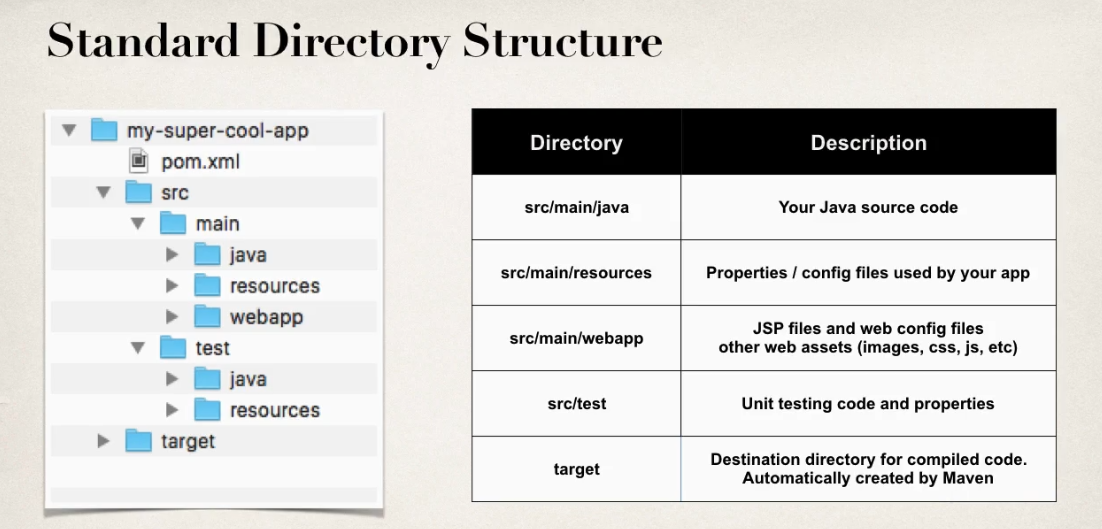 Standard Directory Structure
my-super-cool-app
pom.xml
src
main
java
resources
webapp
test
java
resources
target
Directory Description
src/main/java Your Java source code
src/main/resources Properties / config files used by your app
src/main/webapp JSP files and web config files
other web assets (images, css, js, etc)
src/test Unit testing code and properties
target Destination directory for compiled code.
Automatically created by Maven